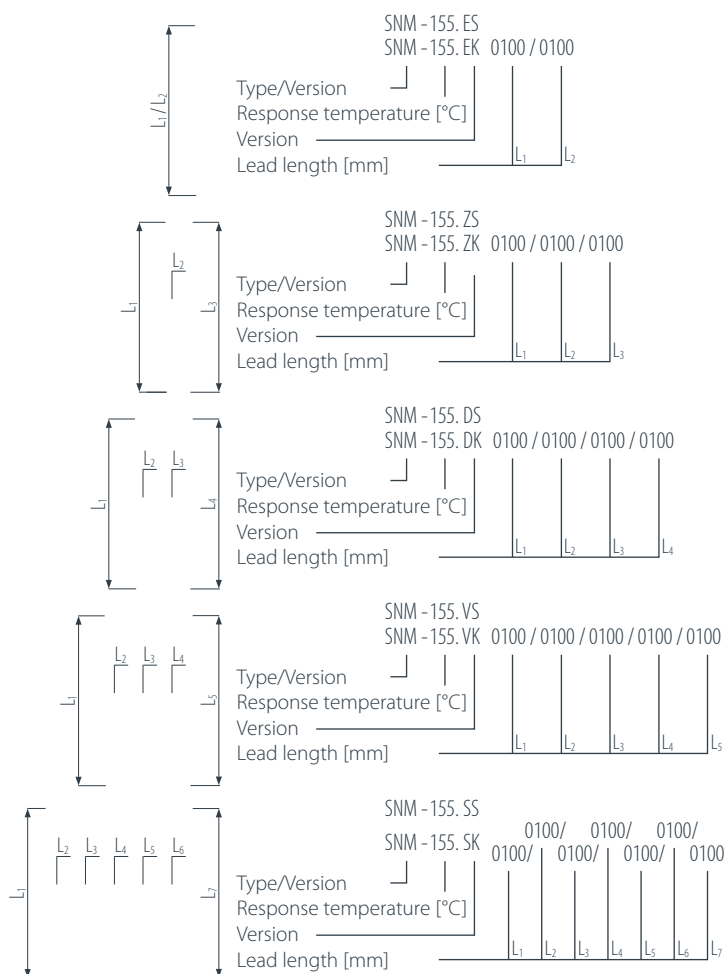 SNM - 155. ES
SNM - 155. EK 0100 / 0100
L₁ / L₂
Type/Version
Response temperature [°C]
Version
Lead length [mm]
L₁ L₂
SNM - 155. ZS
SNM - 155. ZK 0100 / 0100 / 0100
L₂
L₁ L₃
Type/Version
Response temperature [°C]
Version
Lead length [mm]
L₁ L₂ L₃
SNM - 155. DS
SNM - 155. DK 0100 / 0100 / 0100 / 0100
L₂ L₃
L₁ L₄
Type/Version
Response temperature [°C]
Version
Lead length [mm]
L₁ L₂ L₃ L₄
SNM - 155. VS
SNM - 155. VK 0100 / 0100 / 0100 / 0100 / 0100
L₂ L₃ L₄
L₁ L₅
Type/Version
Response temperature [°C]
Version
Lead length [mm]
L₁ L₂ L₃ L₄ L₅
SNM - 155. SS
SNM - 155. SK 0100/ 0100/ 0100/ 0100/ 0100/ 0100/ 0100
L₂ L₃ L₄ L₅ L₆
L₁ L₇
Type/Version
Response temperature [°C]
Version
Lead length [mm]
L₁ L₂ L₃ L₄ L₅ L₆ L₇